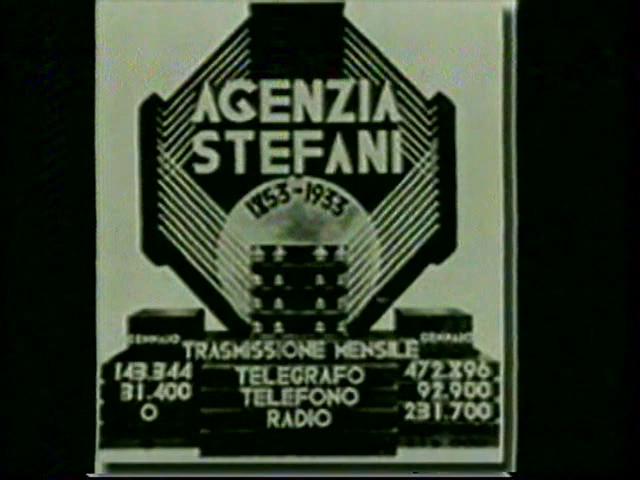 AGENZIA
STEFANI
1853-1933
GENNAIO GENNAIO
TRASMISSIONE MENSILE
143.344 TELEGRAFO 472.896
31.400 TELEFONO 92.900
0 RADIO 231.700